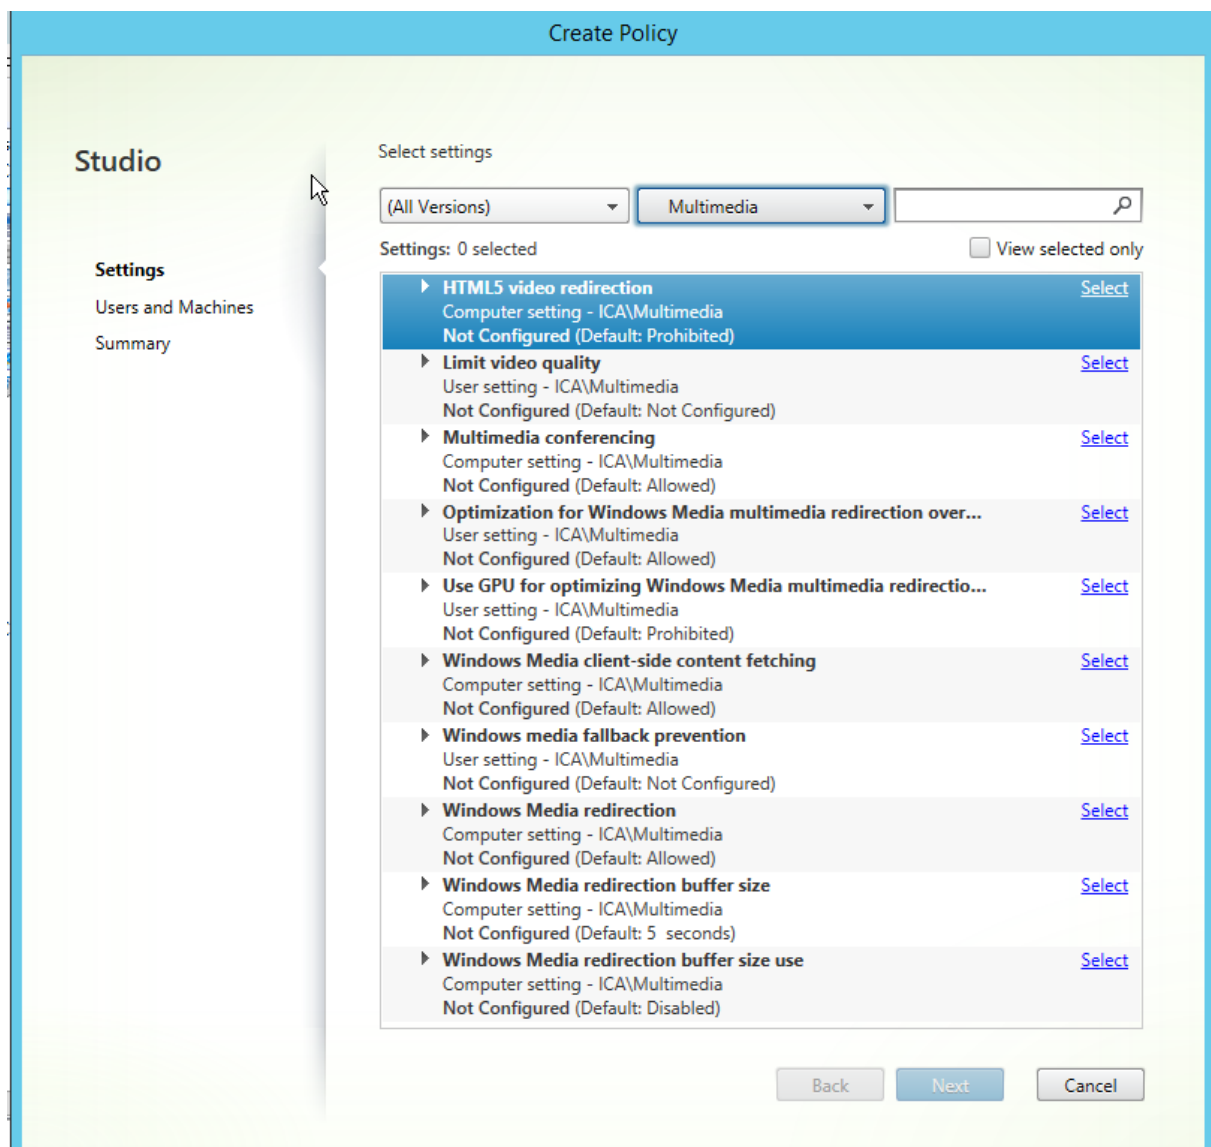 Create Policy
Studio
Settings
Users and Machines
Summary
Select settings
(All Versions)
Multimedia
Settings: 0 selected
View selected only
HTML5 video redirection
Select
Computer setting - ICA\Multimedia
Not Configured (Default: Prohibited)
Limit video quality
Select
User setting - ICA\Multimedia
Not Configured (Default: Not Configured)
Multimedia conferencing
Select
Computer setting - ICA\Multimedia
Not Configured (Default: Allowed)
Optimization for Windows Media multimedia redirection over...
Select
User setting - ICA\Multimedia
Not Configured (Default: Allowed)
Use GPU for optimizing Windows Media multimedia redirectio...
Select
User setting - ICA\Multimedia
Not Configured (Default: Prohibited)
Windows Media client-side content fetching
Select
Computer setting - ICA\Multimedia
Not Configured (Default: Allowed)
Windows media fallback prevention
Select
User setting - ICA\Multimedia
Not Configured (Default: Not Configured)
Windows Media redirection
Select
Computer setting - ICA\Multimedia
Not Configured (Default: Allowed)
Windows Media redirection buffer size
Select
Computer setting - ICA\Multimedia
Not Configured (Default: 5  seconds)
Windows Media redirection buffer size use
Select
Computer setting - ICA\Multimedia
Not Configured (Default: Disabled)
Back
Next
Cancel